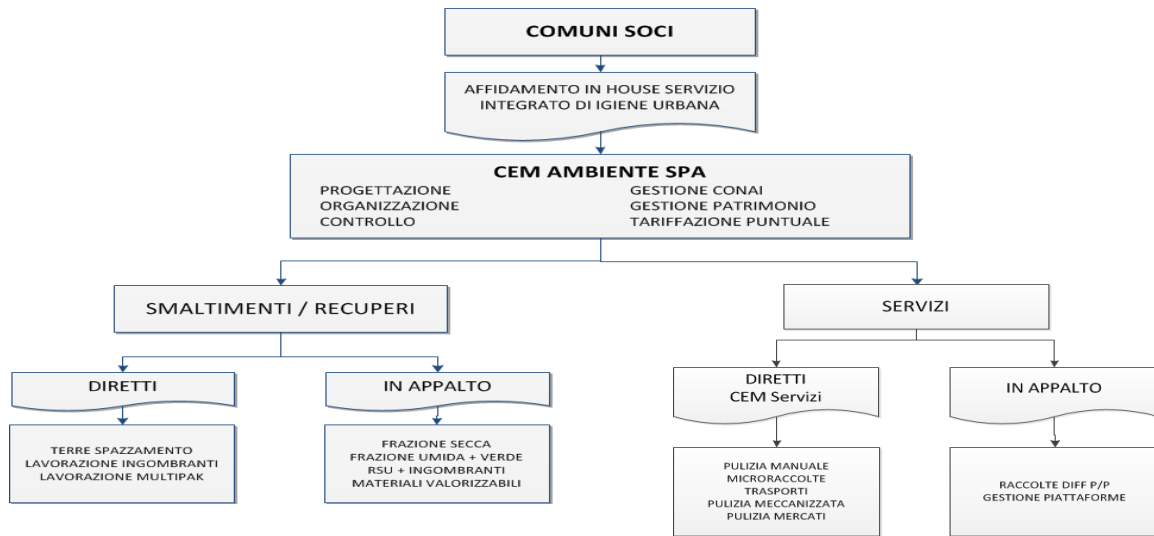 COMUNI SOCI
AFFIDAMENTO IN HOUSE SERVIZIO
INTEGRATO DI IGIENE URBANA
CEM AMBIENTE SPA
PROGETTAZIONE
ORGANIZZAZIONE
CONTROLLO
GESTIONE CONAI
GESTIONE PATRIMONIO
TARIFFAZIONE PUNTUALE
SMALTIMENTI / RECUPERI
DIRETTI
TERRE SPAZZAMENTO
LAVORAZIONE INGOMBRANTI
LAVORAZIONE MULTIPAK
IN APPALTO
FRAZIONE SECCA
FRAZIONE UMIDA + VERDE
RSU + INGOMBRANTI
MATERIALI VALORIZZABILI
SERVIZI
DIRETTI
CEM Servizi
PULIZIA MANUALE
MICRORACCOLTE
TRASPORTI
PULIZIA MECCANIZZATA
PULIZIA MERCATI
IN APPALTO
RACCOLTE DIFF P/P
GESTIONE PIATTAFORME